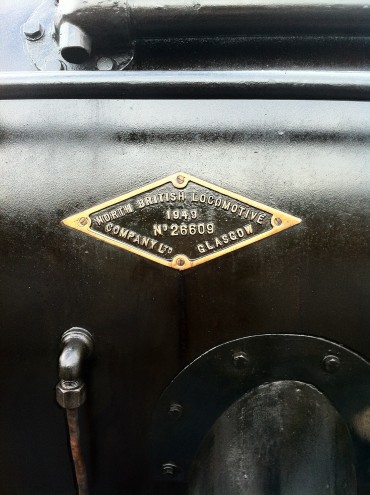 NORTH BRITISH LOCOMOTIVE
1949
No 26609
COMPANY LTD GLASGOW